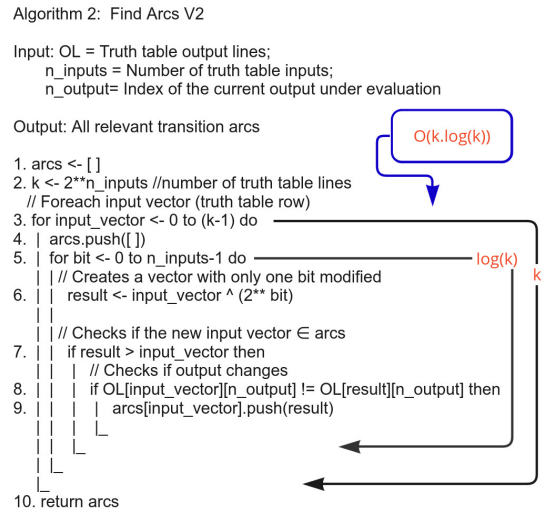 Algorithm 2:  Find Arcs V2
Input: OL = Truth table output lines;
n_inputs = Number of truth table inputs;
n_output= Index of the current output under evaluation
Output: All relevant transition arcs
O(k.log(k))
1. arcs <- [ ]
2. k <- 2**n_inputs //number of truth table lines
// Foreach input vector (truth table row)
3. for input_vector <- 0 to (k-1) do
4. | arcs.push([ ])
5. | for bit <- 0 to n_inputs-1 do
log(k)
k
| | // Creates a vector with only one bit modified
6. | | result <- input_vector ^ (2** bit)
| |
| | // Checks if the new input vector ∈ arcs
7. | | if result > input_vector then
| | | // Checks if output changes
8. | | | if OL[input_vector][n_output] != OL[result][n_output] then
9. | | | | arcs[input_vector].push(result)
| | | |_
| | |_
| |_
|_
10. return arcs